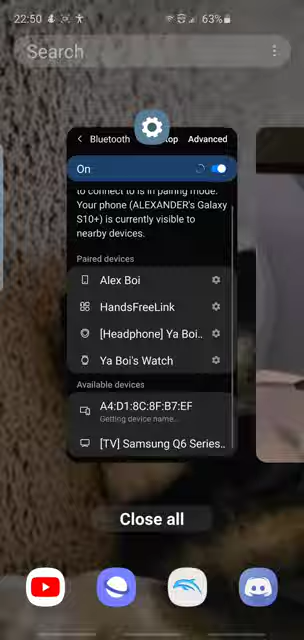 22:50 63%
Search
Bluetooth top Advanced
On
to connect to is in pairing mode.
Your phone (ALEXANDER's Galaxy
S10+) is currently visible to
nearby devices.
Paired devices
Alex Boi
HandsFreeLink
[Headphone] Ya Boi..
Ya Boi's Watch
Available devices
A4:D1:8C:8F:B7:EF
Getting device name...
[TV] Samsung Q6 Series..
Close all